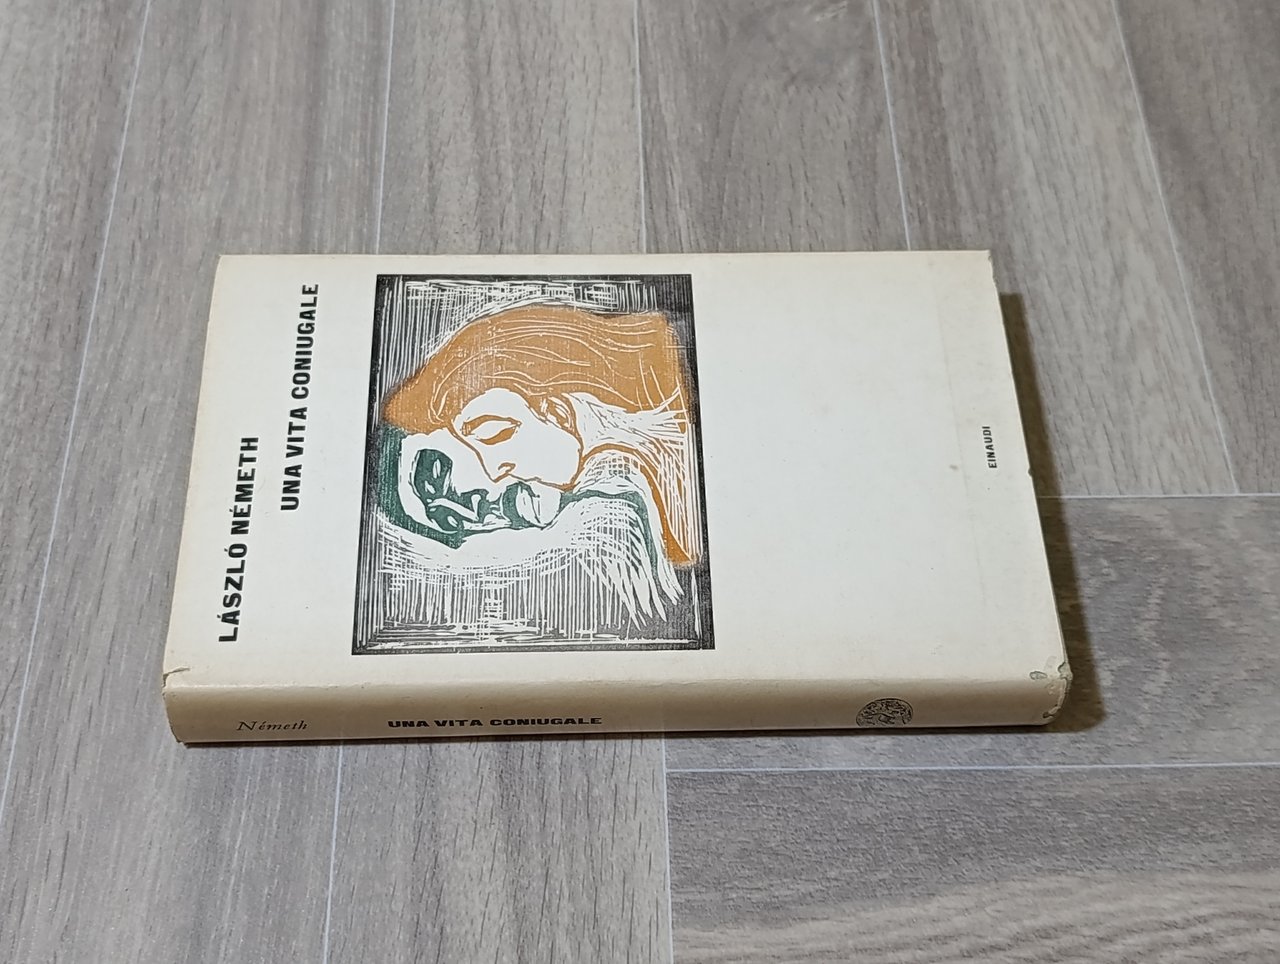 LÁSZLÓ NÉMETH
UNA VITA CONIUGALE
EINAUDI
Németh
UNA VITA CONIUGALE